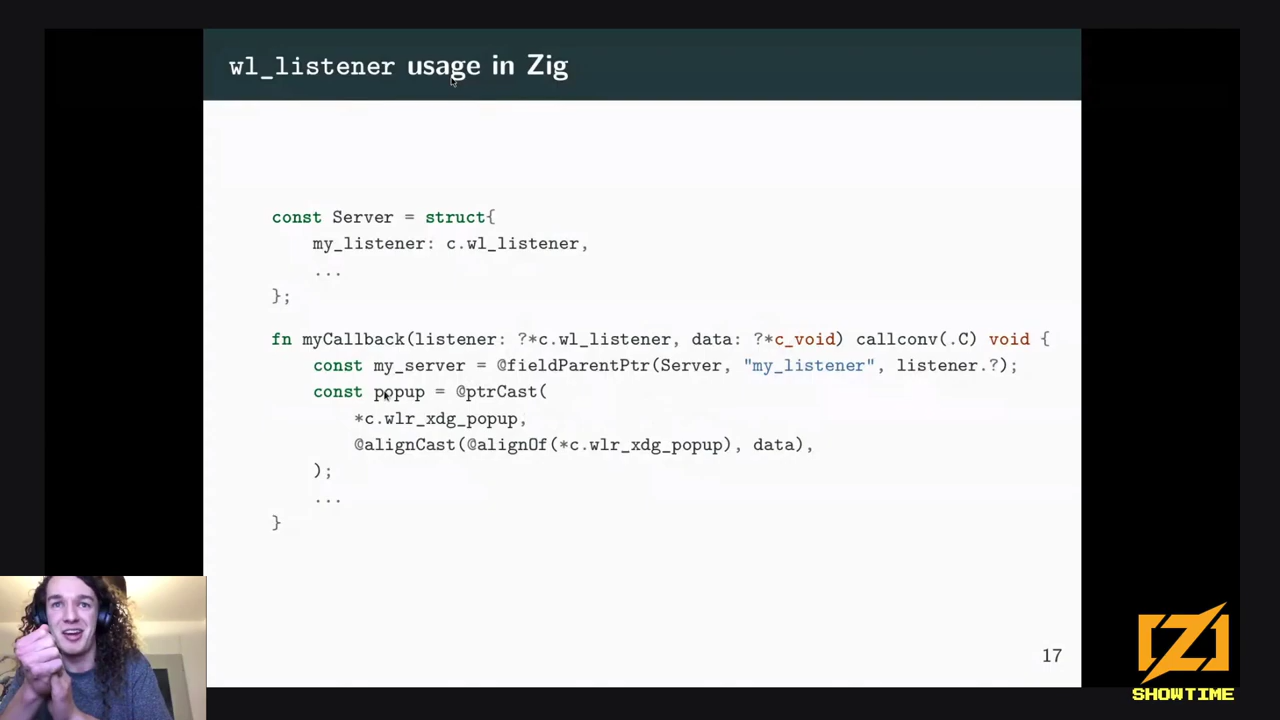 wl_listener usage in Zig
const Server = struct{
my_listener: c.wl_listener,
...
};
fn myCallback(listener: ?*c.wl_listener, data: ?*c_void) callconv(.C) void {
const my_server = @fieldParentPtr(Server, "my_listener", listener.?);
const popup = @ptrCast(
*c.wlr_xdg_popup,
@alignCast(@alignOf(*c.wlr_xdg_popup), data),
);
...
}
17
Z
SHOWTIME